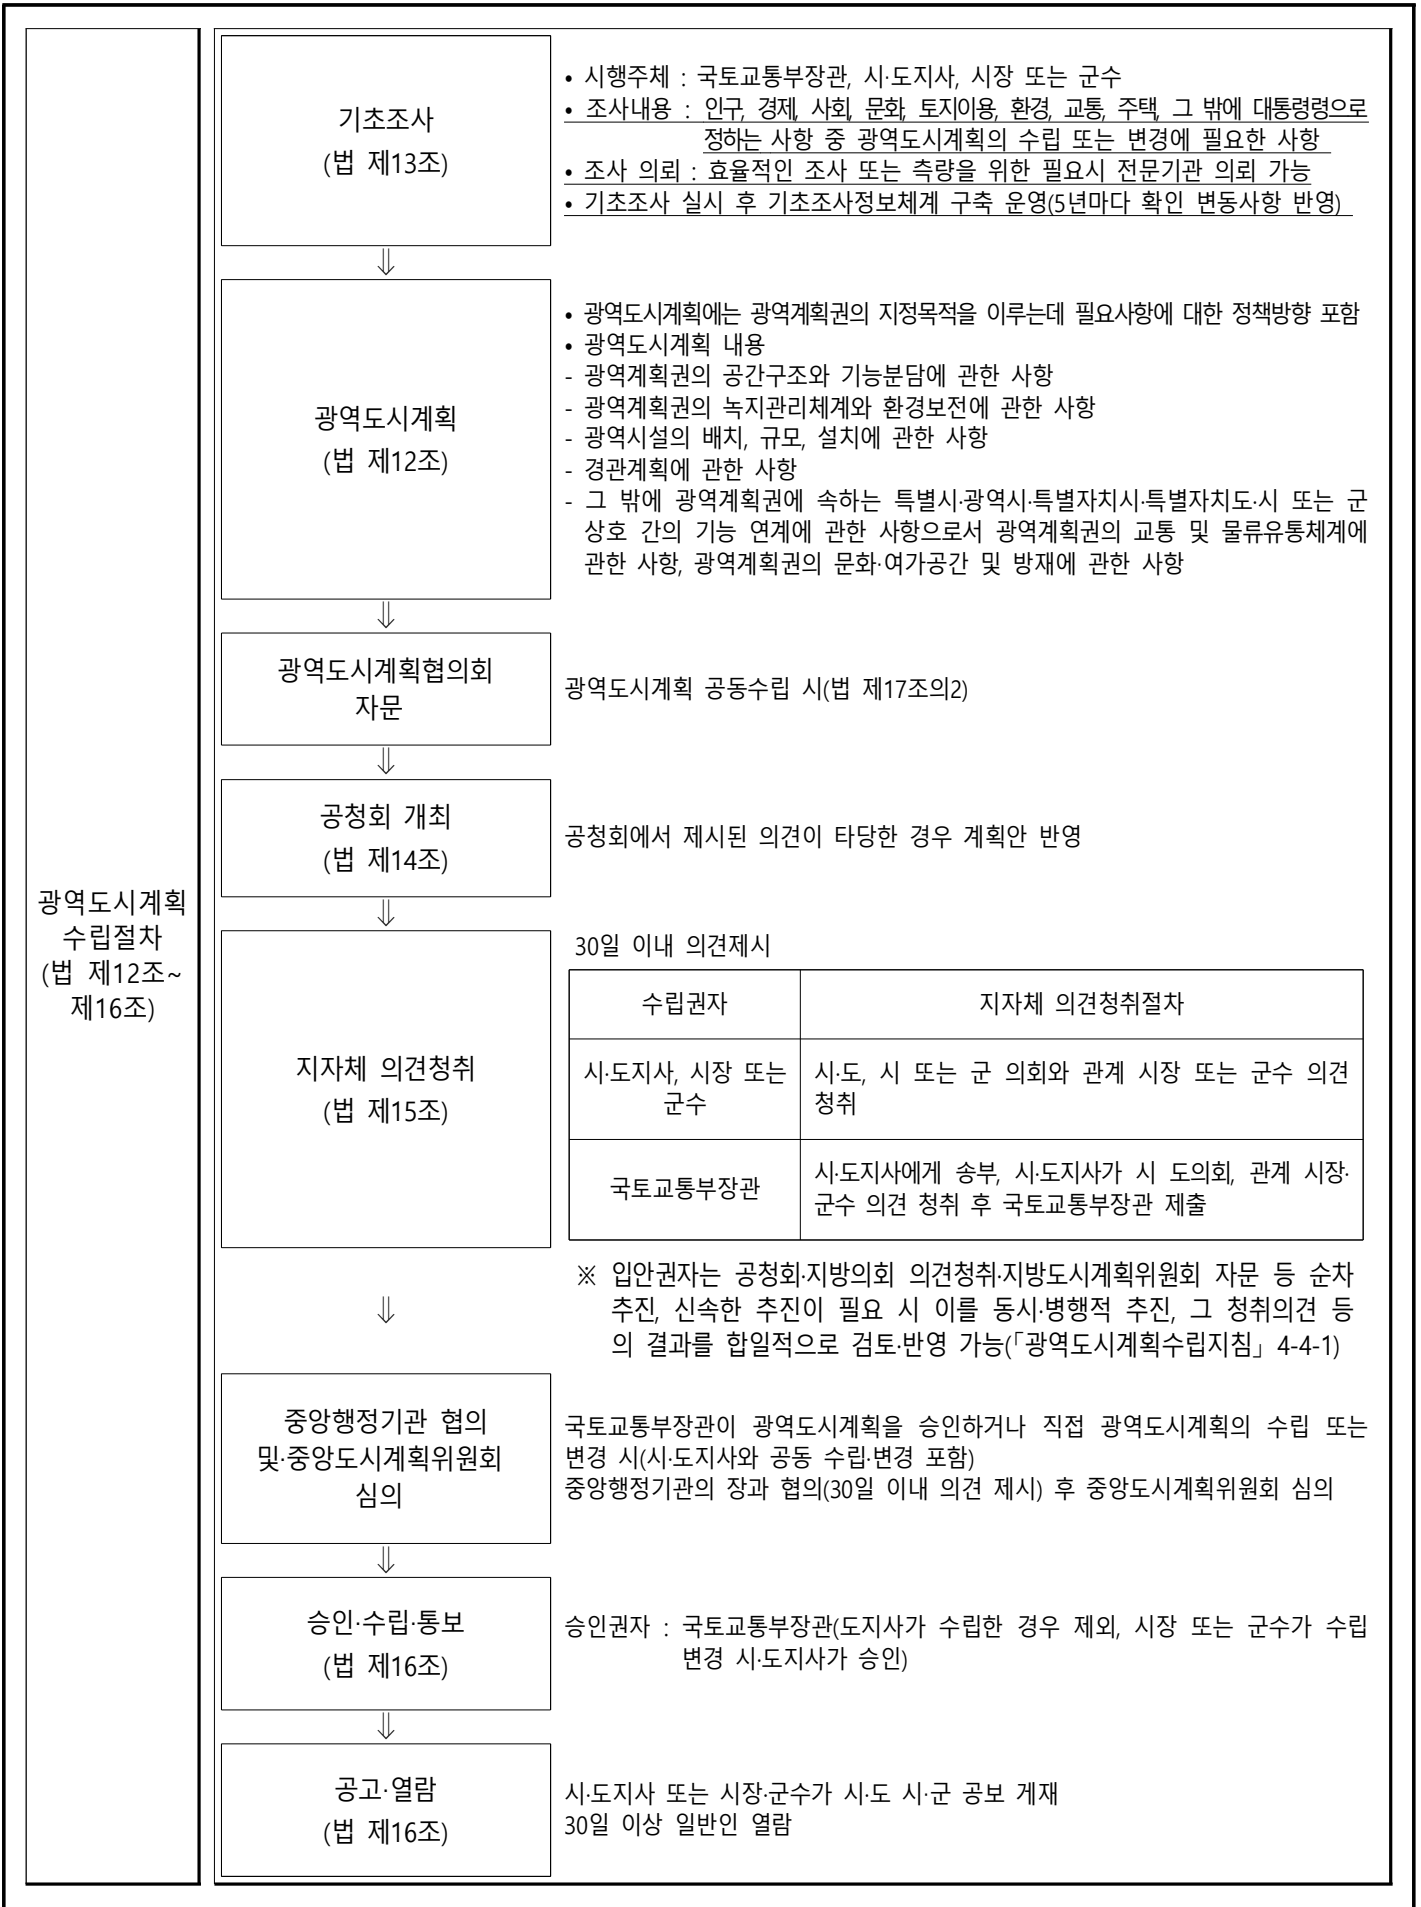 광역도시계획
수립절차
(법 제12조~
제16조)
기초조사
(법 제13조)
• 시행주체 : 국토교통부장관, 시·도지사, 시장 또는 군수
• 조사내용 : 인구, 경제, 사회, 문화, 토지이용, 환경, 교통, 주택, 그 밖에 대통령령으로
정하는 사항 중 광역도시계획의 수립 또는 변경에 필요한 사항
• 조사 의뢰 : 효율적인 조사 또는 측량을 위한 필요시 전문기관 의뢰 가능
• 기초조사 실시 후 기초조사정보체계 구축 운영(5년마다 확인 변동사항 반영)
⇓
광역도시계획
(법 제12조)
• 광역도시계획에는 광역계획권의 지정목적을 이루는데 필요사항에 대한 정책방향 포함
• 광역도시계획 내용
- 광역계획권의 공간구조와 기능분담에 관한 사항
- 광역계획권의 녹지관리체계와 환경보전에 관한 사항
- 광역시설의 배치, 규모, 설치에 관한 사항
- 경관계획에 관한 사항
- 그 밖에 광역계획권에 속하는 특별시·광역시·특별자치시·특별자치도·시 또는 군
상호 간의 기능 연계에 관한 사항으로서 광역계획권의 교통 및 물류유통체계에
관한 사항, 광역계획권의 문화·여가공간 및 방재에 관한 사항
⇓
광역도시계획협의회
자문
광역도시계획 공동수립 시(법 제17조의2)
⇓
공청회 개최
(법 제14조)
공청회에서 제시된 의견이 타당한 경우 계획안 반영
⇓
지자체 의견청취
(법 제15조)
30일 이내 의견제시
수립권자 지자체 의견청취절차
시·도지사, 시장 또는
군수
시·도, 시 또는 군 의회와 관계 시장 또는 군수 의견
청취
국토교통부장관
시·도지사에게 송부, 시·도지사가 시 도의회, 관계 시장·
군수 의견 청취 후 국토교통부장관 제출
⇓
※ 입안권자는 공청회·지방의회 의견청취·지방도시계획위원회 자문 등 순차
추진, 신속한 추진이 필요 시 이를 동시·병행적 추진, 그 청취의견 등
의 결과를 합일적으로 검토·반영 가능(「광역도시계획수립지침」 4-4-1)
중앙행정기관 협의
및·중앙도시계획위원회
심의
국토교통부장관이 광역도시계획을 승인하거나 직접 광역도시계획의 수립 또는
변경 시(시·도지사와 공동 수립·변경 포함)
중앙행정기관의 장과 협의(30일 이내 의견 제시) 후 중앙도시계획위원회 심의
⇓
승인·수립·통보
(법 제16조)
승인권자 : 국토교통부장관(도지사가 수립한 경우 제외, 시장 또는 군수가 수립
변경 시·도지사가 승인)
⇓
공고·열람
(법 제16조)
시·도지사 또는 시장·군수가 시·도 시·군 공보 게재
30일 이상 일반인 열람